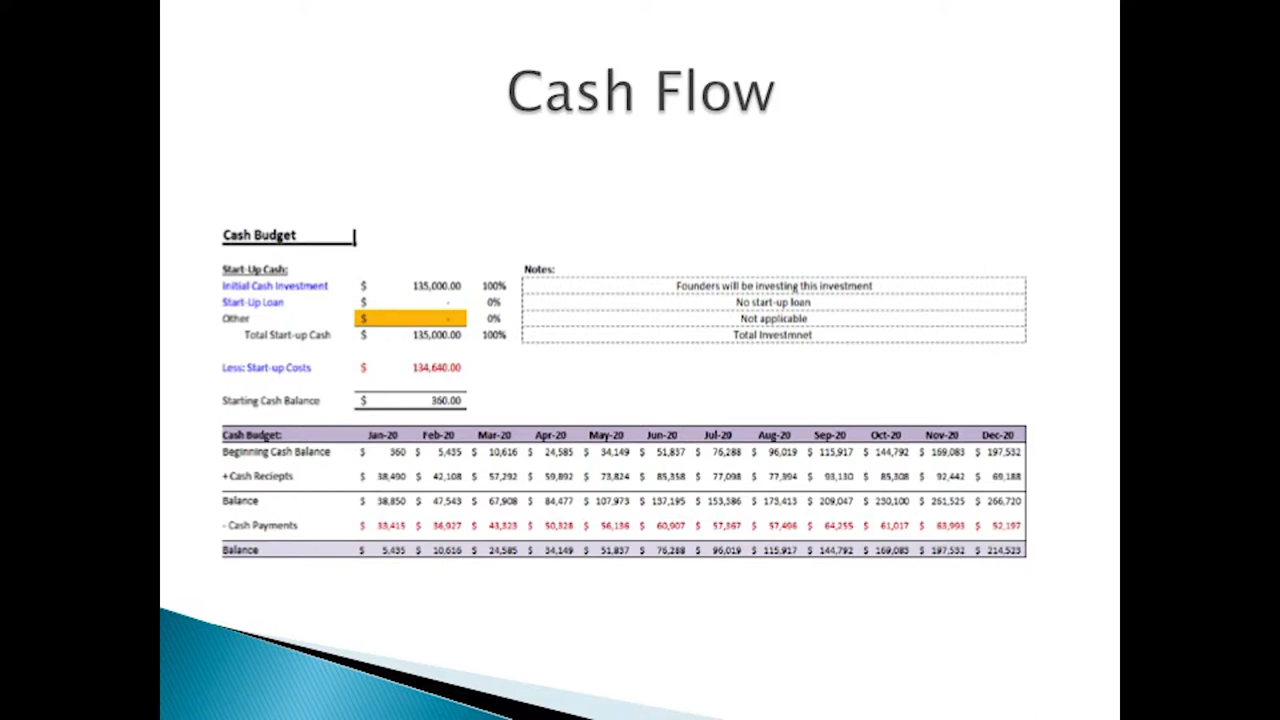 Cash Flow
Cash Budget
Start-Up Cash: Notes:
Initial Cash Investment $ 135,000.00 100% Founders will be investing this investment
Start-Up Loan $ - 0% No start-up loan
Other $ - 0% Not applicable
Total Start-up Cash $ 135,000.00 100% Total Investmnet
Less: Start-up Costs $ 134,640.00
Starting Cash Balance $ 360.00
Cash Budget: Jan-20 Feb-20 Mar-20 Apr-20 May-20 Jun-20 Jul-20 Aug-20 Sep-20 Oct-20 Nov-20 Dec-20
Beginning Cash Balance $ 360 $ 5,435 $ 10,616 $ 24,585 $ 34,149 $ 51,837 $ 76,288 $ 96,019 $ 115,917 $ 144,792 $ 169,083 $ 197,532
+ Cash Reciepts $ 38,490 $ 42,108 $ 57,292 $ 59,892 $ 73,824 $ 85,358 $ 77,098 $ 77,394 $ 93,130 $ 85,308 $ 92,442 $ 69,188
Balance $ 38,850 $ 47,543 $ 67,908 $ 84,477 $ 107,973 $ 137,195 $ 153,386 $ 173,413 $ 209,047 $ 230,100 $ 261,525 $ 266,720
- Cash Payments $ 33,415 $ 36,927 $ 43,323 $ 50,328 $ 56,136 $ 60,907 $ 57,367 $ 57,496 $ 64,255 $ 61,017 $ 63,993 $ 52,197
Balance $ 5,435 $ 10,616 $ 24,585 $ 34,149 $ 51,837 $ 76,288 $ 96,019 $ 115,917 $ 144,792 $ 169,083 $ 197,532 $ 214,523